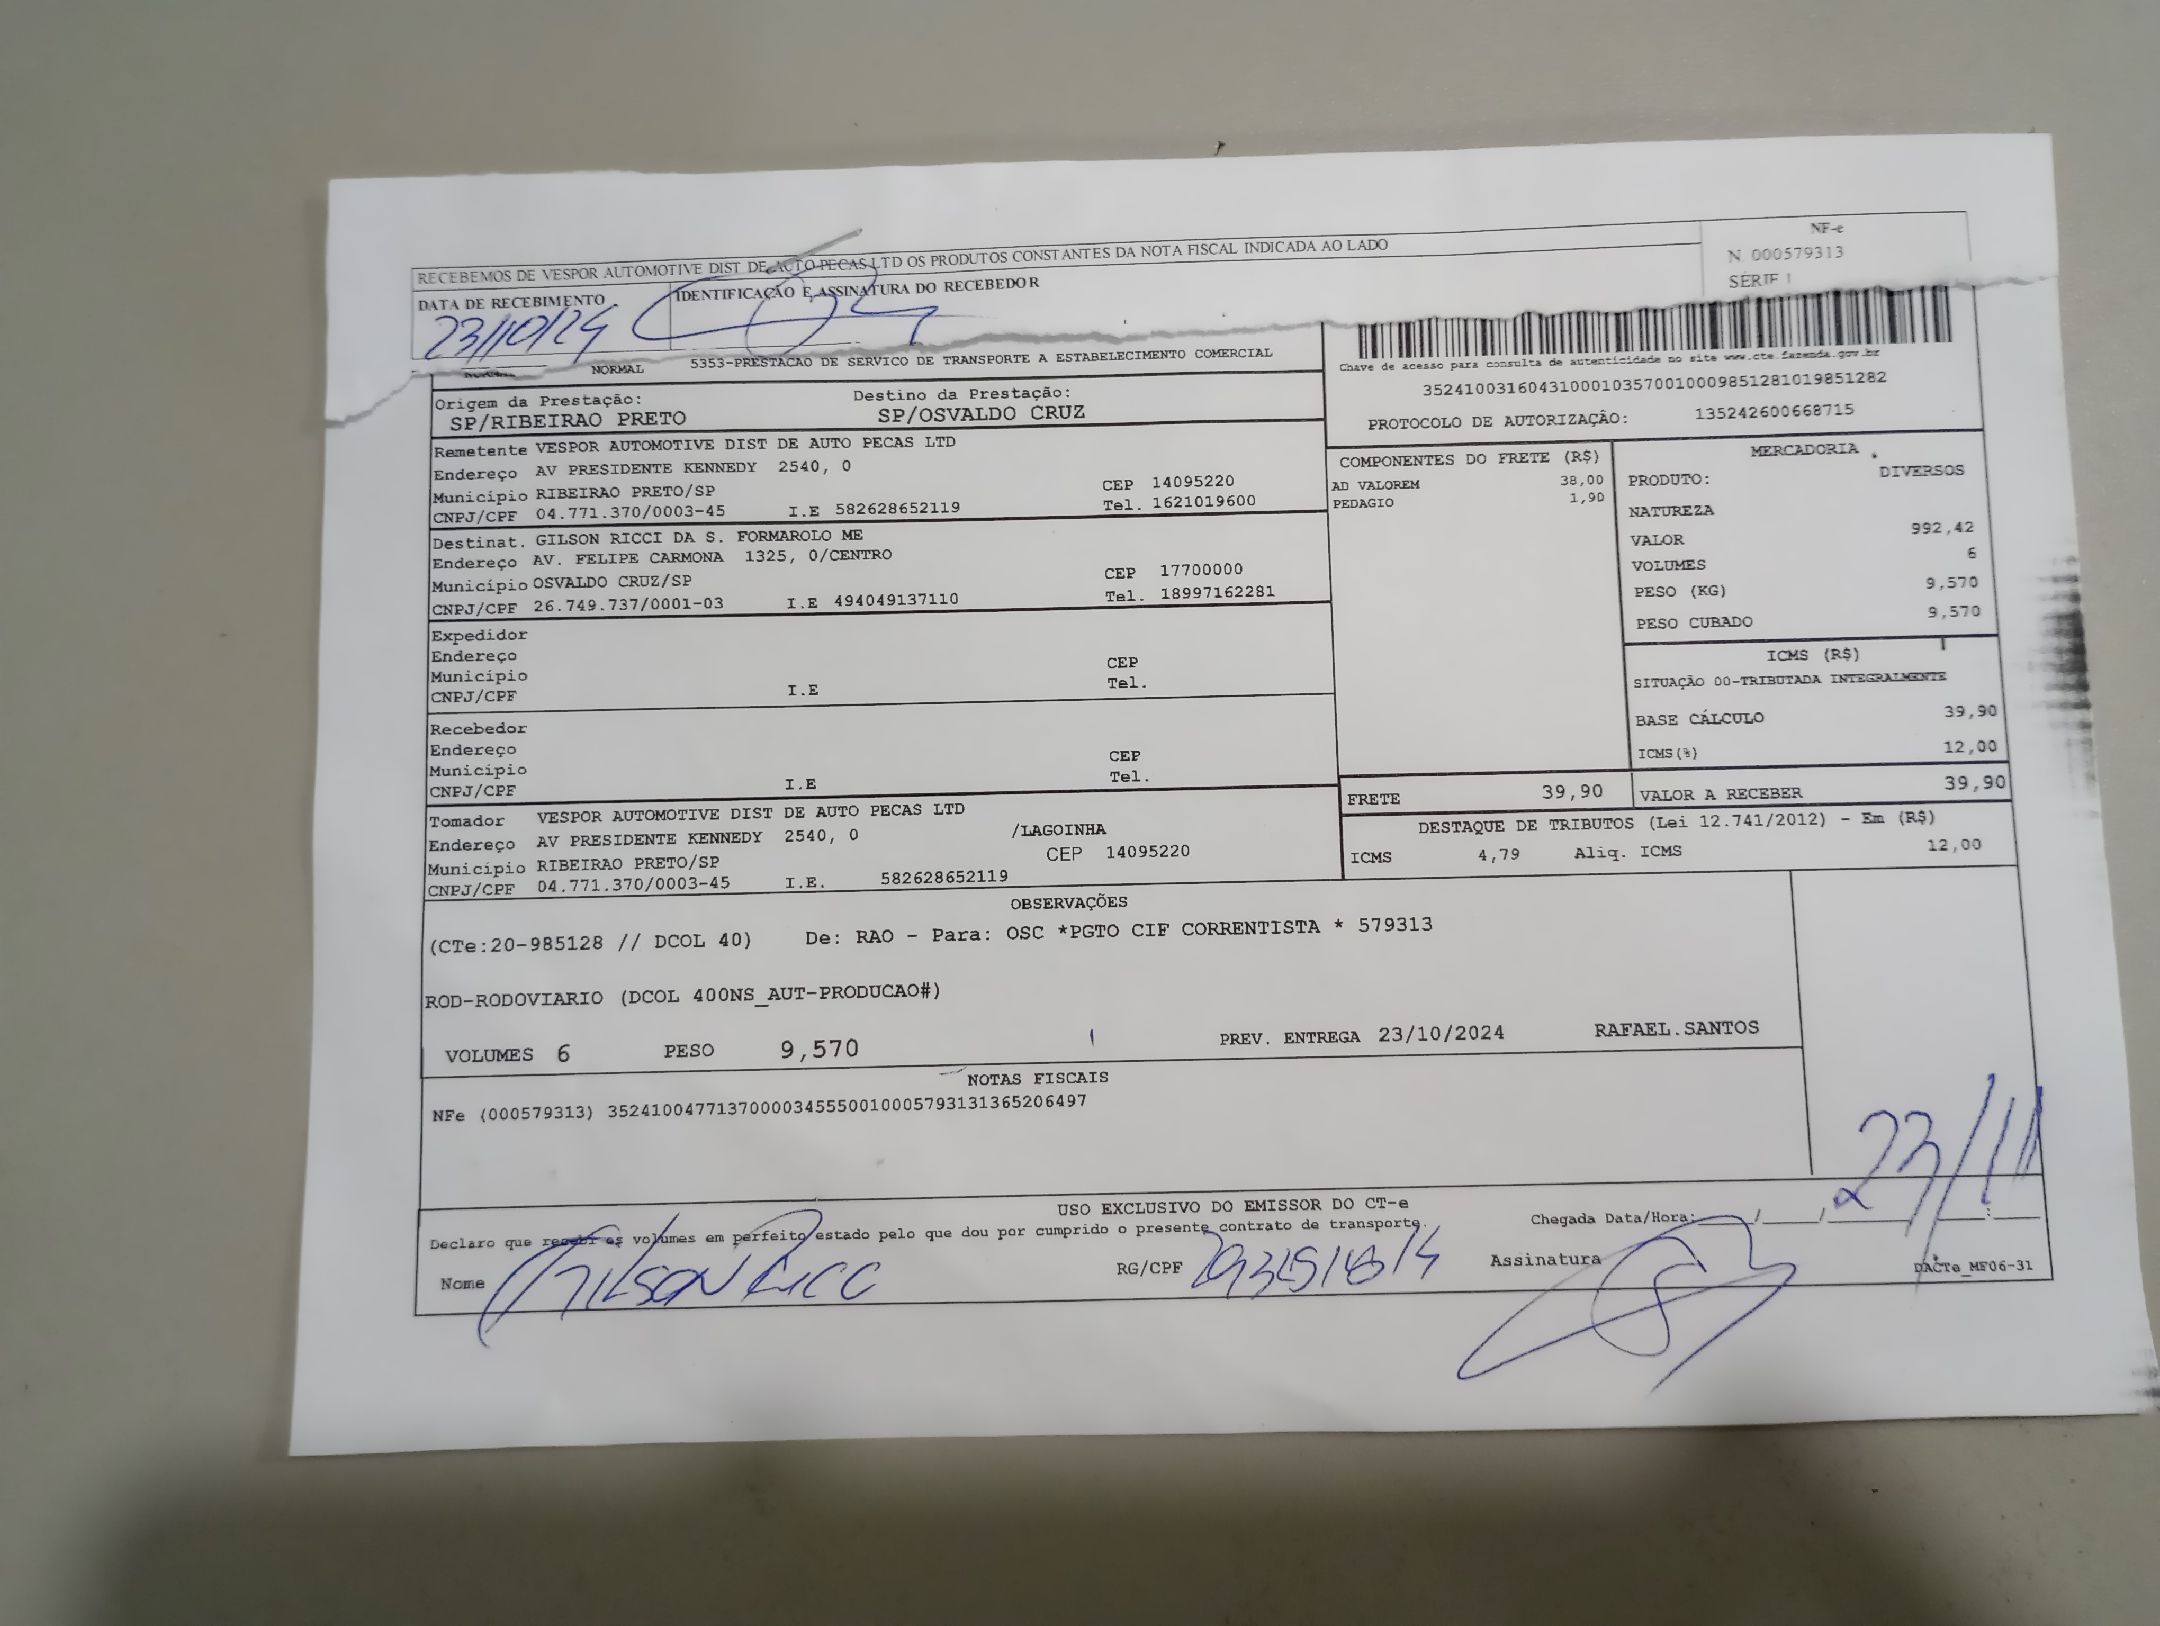 RECEBEMOS DE VESPOR AUTOMOTIVE DIST DE AUTO PECAS LTD OS PRODUTOS CONSTANTES DA NOTA FISCAL INDICADA AO LADO
NF-e
N 000579313
SÉRIE 1
DATA DE RECEBIMENTO
IDENTIFICAÇÃO E ASSINATURA DO RECEBEDOR
23/10/24
NORMAL 5353-PRESTACAO DE SERVICO DE TRANSPORTE A ESTABELECIMENTO COMERCIAL
Chave de acesso para consulta de autenticidade no site www.cte.fazenda.gov.br
35241003160431000103570010009851281019851282
PROTOCOLO DE AUTORIZAÇÃO: 135242600668715
Origem da Prestação: Destino da Prestação:
SP/RIBEIRAO PRETO SP/OSVALDO CRUZ
Remetente VESPOR AUTOMOTIVE DIST DE AUTO PECAS LTD
Endereço AV PRESIDENTE KENNEDY 2540, 0
Município RIBEIRAO PRETO/SP CEP 14095220
CNPJ/CPF 04.771.370/0003-45 I.E 582628652119 Tel. 1621019600
Destinat. GILSON RICCI DA S. FORMAROLO ME
Endereço AV. FELIPE CARMONA 1325, 0/CENTRO
Município OSVALDO CRUZ/SP CEP 17700000
CNPJ/CPF 26.749.737/0001-03 I.E 494049137110 Tel. 18997162281
Expedidor
Endereço
Município CEP
CNPJ/CPF I.E Tel.
Recebedor
Endereço
Município CEP
CNPJ/CPF I.E Tel.
Tomador VESPOR AUTOMOTIVE DIST DE AUTO PECAS LTD
Endereço AV PRESIDENTE KENNEDY 2540, 0 /LAGOINHA
Município RIBEIRAO PRETO/SP CEP 14095220
CNPJ/CPF 04.771.370/0003-45 I.E. 582628652119
COMPONENTES DO FRETE (R$)
AD VALOREM 38,00
PEDAGIO 1,90
MERCADORIA
PRODUTO: DIVERSOS
NATUREZA
VALOR 992,42
VOLUMES 6
PESO (KG) 9,570
PESO CUBADO 9,570
ICMS (R$)
SITUAÇÃO 00-TRIBUTADA INTEGRALMENTE
BASE CÁLCULO 39,90
ICMS(%) 12,00
FRETE 39,90 VALOR A RECEBER 39,90
DESTAQUE DE TRIBUTOS (Lei 12.741/2012) - Em (R$)
ICMS 4,79 Aliq. ICMS 12,00
OBSERVAÇÕES
(CTe:20-985128 // DCOL 40) De: RAO - Para: OSC *PGTO CIF CORRENTISTA * 579313
ROD-RODOVIARIO (DCOL 400NS_AUT-PRODUCAO#)
VOLUMES 6 PESO 9,570 PREV. ENTREGA 23/10/2024 RAFAEL.SANTOS
NOTAS FISCAIS
NFe (000579313) 35241004771370000345550010005793131365206497
23/11
USO EXCLUSIVO DO EMISSOR DO CT-e
Declaro que recebi os volumes em perfeito estado pelo que dou por cumprido o presente contrato de transporte.
Chegada Data/Hora: / / :
Nome GILSON RICCI RG/CPF Assinatura
DACTe_MF06-31